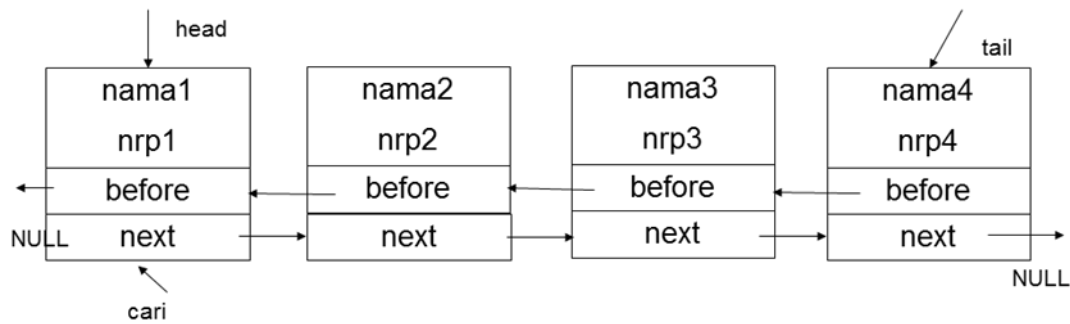 head
tail
nama1
nrp1
before
next
nama2
nrp2
before
next
nama3
nrp3
before
next
nama4
nrp4
before
next
NULL
NULL
cari